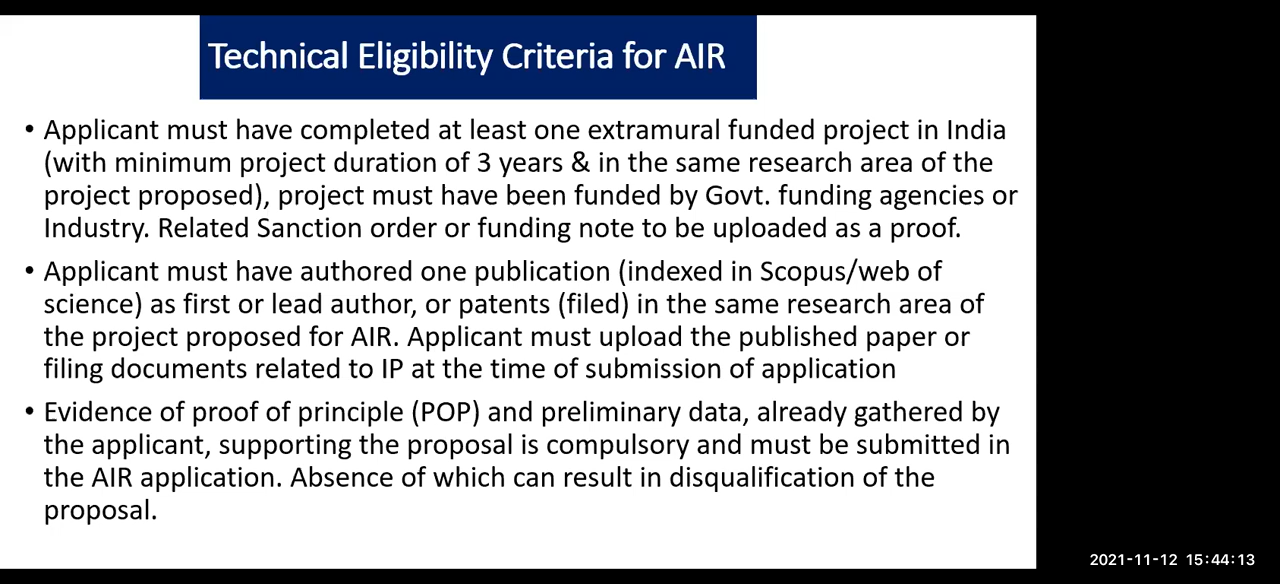 Technical Eligibility Criteria for AIR
• Applicant must have completed at least one extramural funded project in India
(with minimum project duration of 3 years & in the same research area of the
project proposed), project must have been funded by Govt. funding agencies or
Industry. Related Sanction order or funding note to be uploaded as a proof.
• Applicant must have authored one publication (indexed in Scopus/web of
science) as first or lead author, or patents (filed) in the same research area of
the project proposed for AIR. Applicant must upload the published paper or
filing documents related to IP at the time of submission of application
• Evidence of proof of principle (POP) and preliminary data, already gathered by
the applicant, supporting the proposal is compulsory and must be submitted in
the AIR application. Absence of which can result in disqualification of the
proposal.
2021-11-12 15:44:13